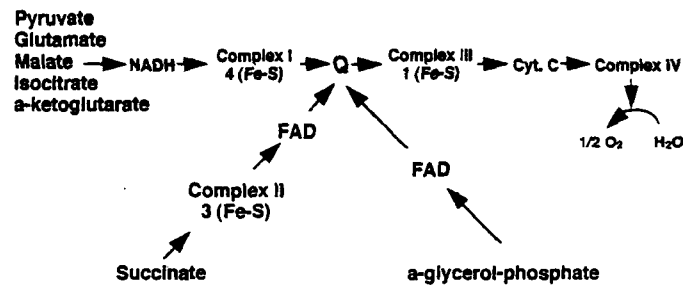 Pyruvate
Glutamate
Malate
Isocitrate
a-ketoglutarate
NADH
Complex I
4 (Fe-S)
Q
Complex III
1 (Fe-S)
Cyt. C
Complex IV
1/2 O₂
H₂O
FAD
Complex II
3 (Fe-S)
Succinate
FAD
a-glycerol-phosphate